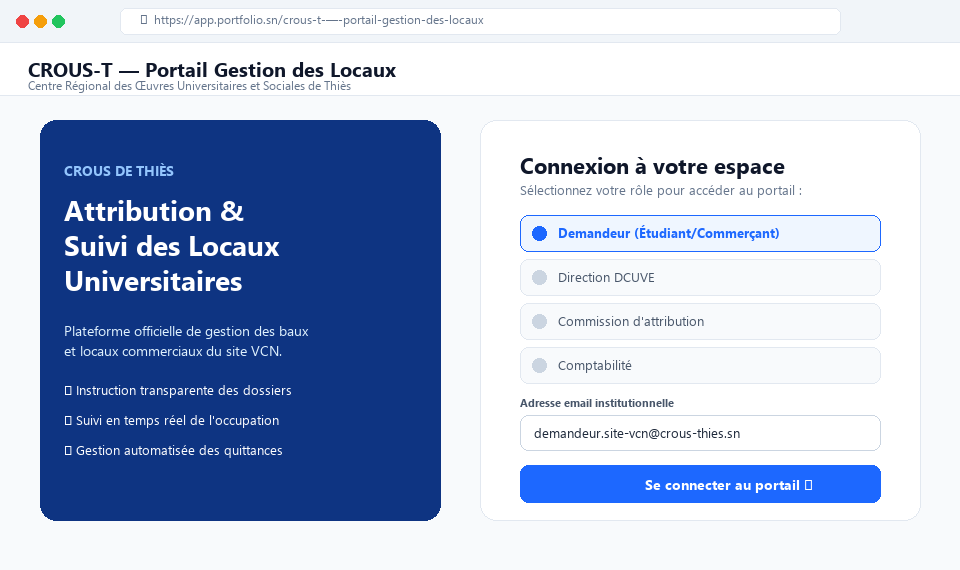 https://app.portfolio.sn/crous-t-—-portail-gestion-des-locaux
CROUS-T — Portail Gestion des Locaux
Centre Régional des Œuvres Universitaires et Sociales de Thiès
CROUS DE THIÈS
Attribution &
Suivi des Locaux
Universitaires
Plateforme officielle de gestion des baux
et locaux commerciaux du site VCN.
Instruction transparente des dossiers
Suivi en temps réel de l'occupation
Gestion automatisée des quittances
Connexion à votre espace
Sélectionnez votre rôle pour accéder au portail :
Demandeur (Étudiant/Commerçant)
Direction DCUVE
Commission d'attribution
Comptabilité
Adresse email institutionnelle
demandeur.site-vcn@crous-thies.sn
Se connecter au portail